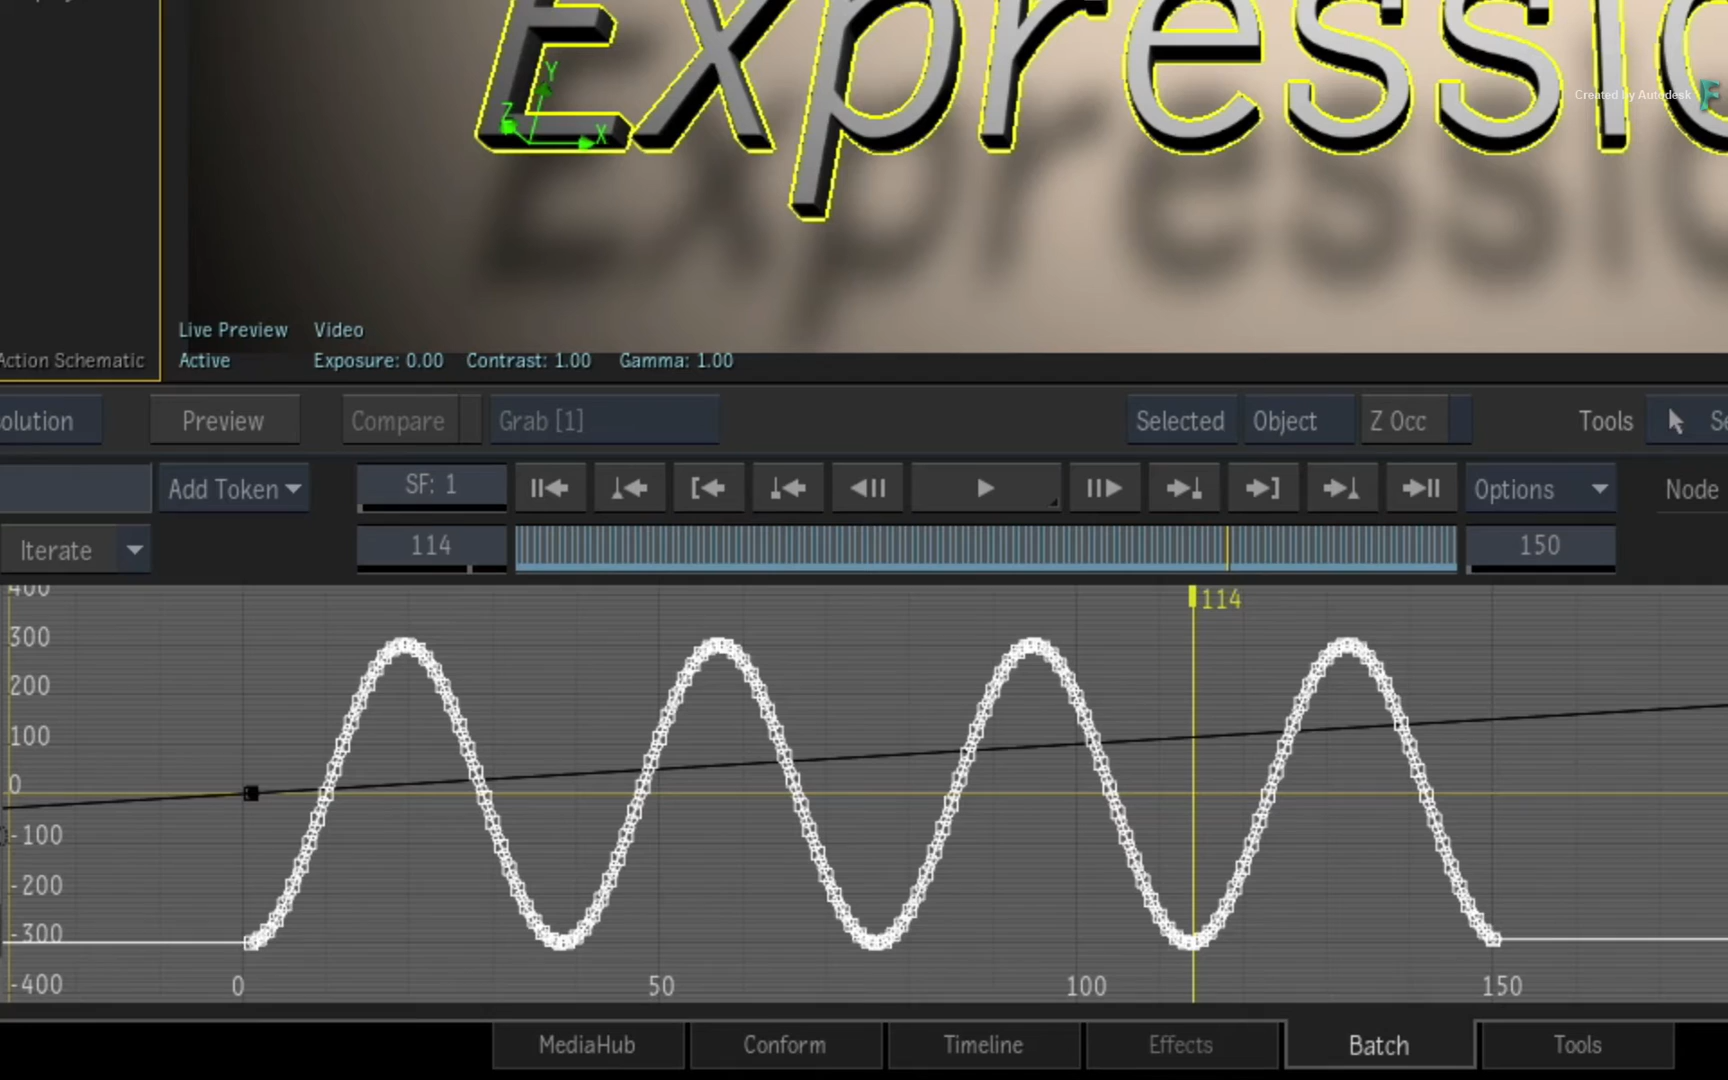 Expressio
Y
Z
X
Created by Autodesk
Live Preview Video
Action Schematic Active Exposure: 0.00 Contrast: 1.00 Gamma: 1.00
olution Preview Compare Grab [1] Selected Object Z Occ Tools Se
Add Token SF: 1 Options Node
Iterate 114 150
400
114
300
200
100
0
-100
-200
-300
-400
0 50 100 150
MediaHub Conform Timeline Effects Batch Tools